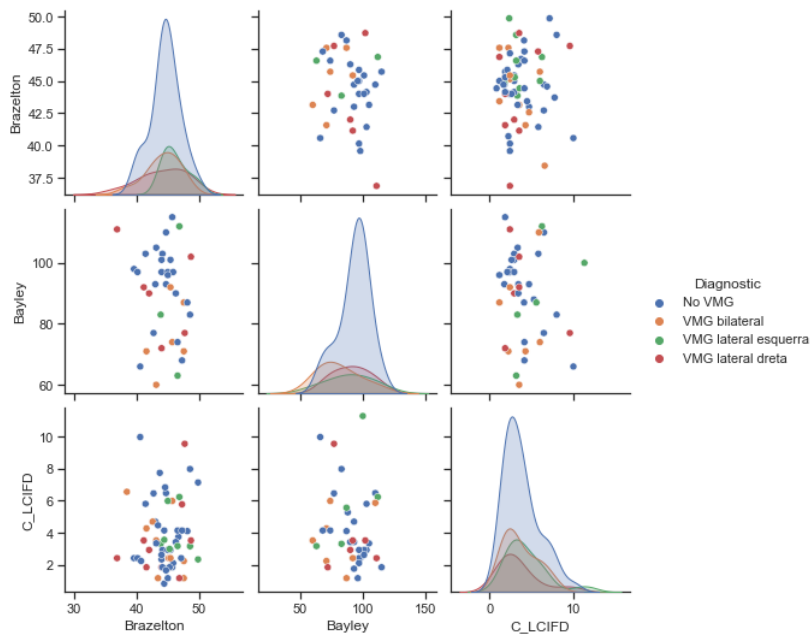 50.0
47.5
45.0
42.5
40.0
37.5
Brazelton
100
80
60
Bayley
Diagnostic
No VMG
VMG bilateral
VMG lateral esquerra
VMG lateral dreta
10
8
6
4
2
C_LCIFD
30 40 50 50 100 150 0 10
Brazelton Bayley C_LCIFD